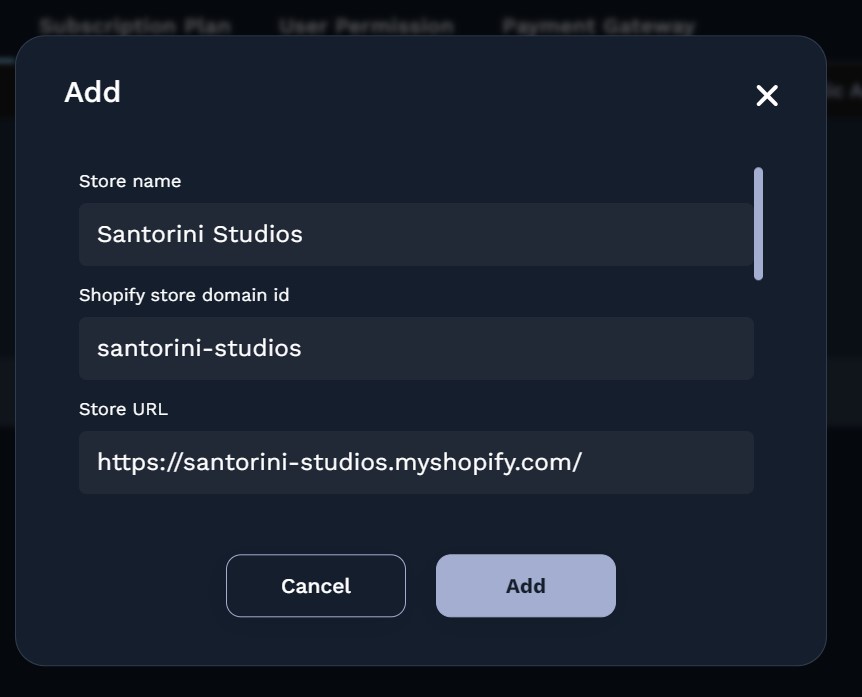 Subscription Plan User Permission Payment Gateway
Add
Store name
Santorini Studios
Shopify store domain id
santorini-studios
Store URL
https://santorini-studios.myshopify.com/
Cancel Add